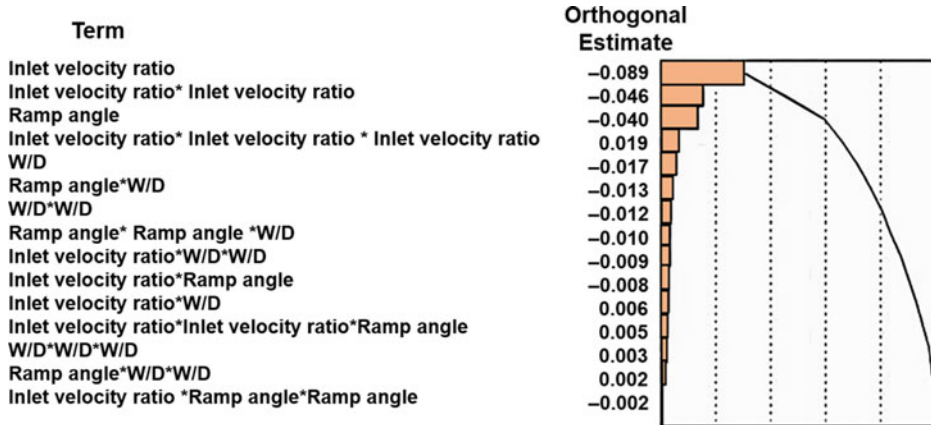 Term
Orthogonal
Estimate
Inlet velocity ratio –0.089
Inlet velocity ratio* Inlet velocity ratio –0.046
Ramp angle –0.040
Inlet velocity ratio* Inlet velocity ratio * Inlet velocity ratio 0.019
W/D –0.017
Ramp angle*W/D –0.013
W/D*W/D –0.012
Ramp angle* Ramp angle *W/D –0.010
Inlet velocity ratio*W/D*W/D –0.009
Inlet velocity ratio*Ramp angle –0.008
Inlet velocity ratio*W/D 0.006
Inlet velocity ratio*Inlet velocity ratio*Ramp angle 0.005
W/D*W/D*W/D 0.003
Ramp angle*W/D*W/D 0.002
Inlet velocity ratio *Ramp angle*Ramp angle –0.002